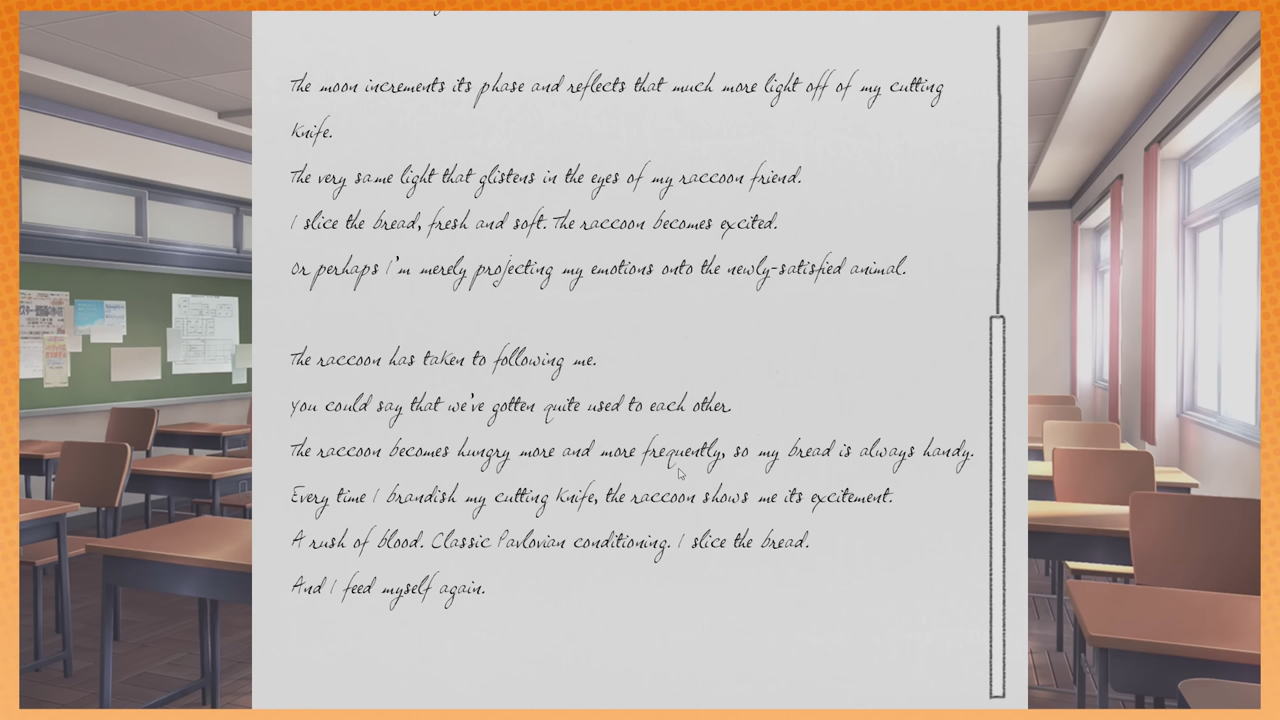 The moon increments its phase and reflects that much more light off of my cutting
knife.
The very same light that glistens in the eyes of my raccoon friend.
I slice the bread, fresh and soft. The raccoon becomes excited.
Or perhaps I'm merely projecting my emotions onto the newly-satisfied animal.
The raccoon has taken to following me.
You could say that we've gotten quite used to each other.
The raccoon becomes hungry more and more frequently, so my bread is always handy.
Every time I brandish my cutting knife, the raccoon shows me its excitement.
A rush of blood. Classic Pavlovian conditioning. I slice the bread.
And I feed myself again.